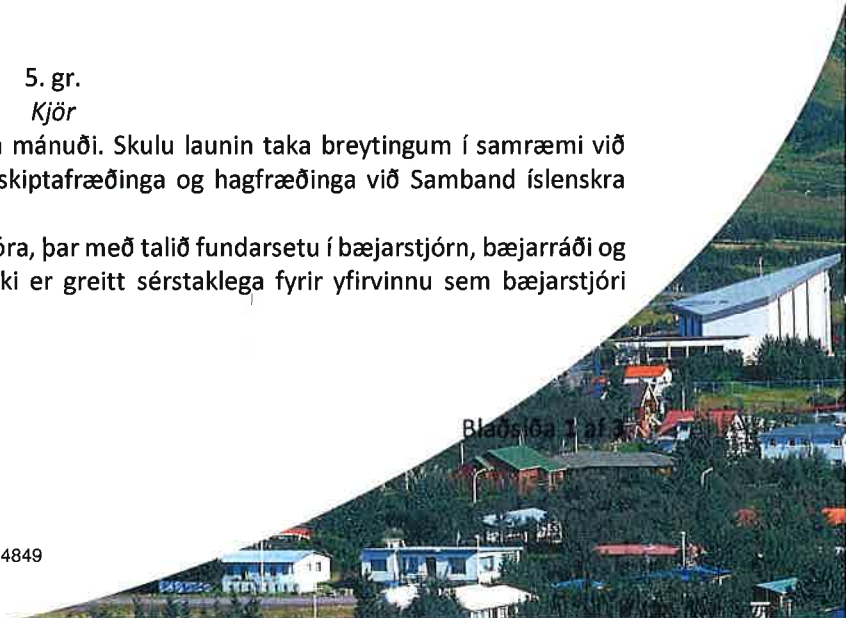 5. gr.
Kjör
mánuði. Skulu launin taka breytingum í samræmi við
skiptafræðinga og hagfræðinga við Samband íslenskra
óra, þar með talið fundarsetu í bæjarstjórn, bæjarráði og
ki er greitt sérstaklega fyrir yfirvinnu sem bæjarstjóri
Blaðsíða 1 af 3
4849